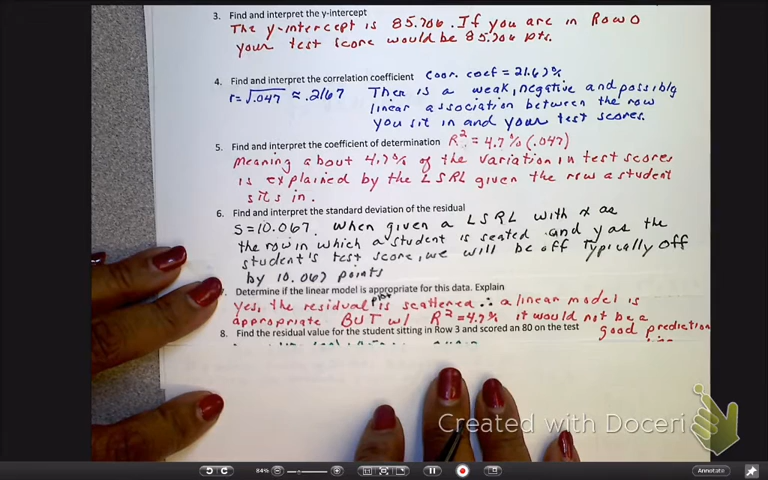 3. Find and interpret the y-intercept
The y-intercept is 85.706. If you are in Row 0
your test score would be 85.706 pts.
4. Find and interpret the correlation coefficient Coor. coef = 21.67%
r = √.047 ≈ .2167 Ther is a weak, negative and possibly
linear association between the row
you sit in and your test scores.
5. Find and interpret the coefficient of determination R² = 4.7% (.047)
Meaning about 4.7% of the variation in test scores
is explained by the LSRL given the row a student
sits in.
6. Find and interpret the standard deviation of the residual
S = 10.067. When given a LSRL with x as
the row in which a student is seated and y as the
student's test score, we will be off typically off
by 10.067 points
Determine if the linear model is appropriate for this data. Explain
Yes, the residual plot is scattered ∴ a linear model is
appropriate BUT w/ R² = 4.7% it would not be a
good prediction
8. Find the residual value for the student sitting in Row 3 and scored an 80 on the test
Created with Doceri
84%
Annotate